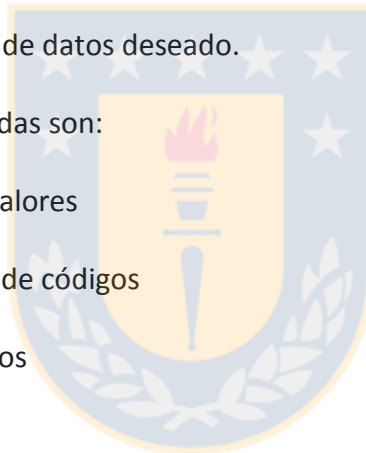 de datos deseado.
das son:
alores
de códigos
os